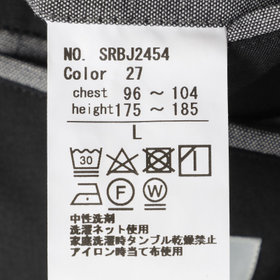 NO. SRBJ2454
Color 27
chest 96 ～ 104
height 175 ～ 185
L
30 F W
中性洗剤
洗濯ネット使用
家庭洗濯時タンブル乾燥禁止
アイロン時当て布使用